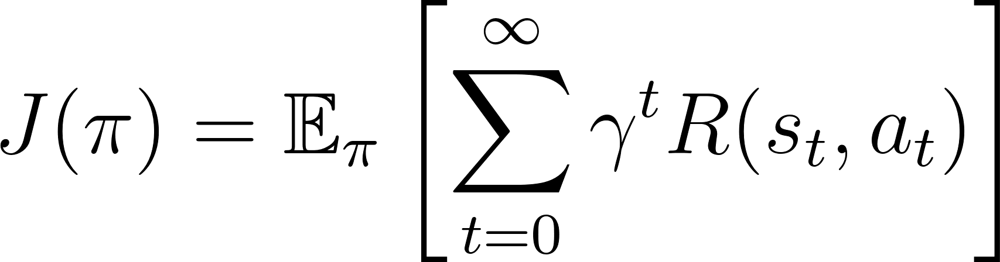 J(π) = 𝔼_π [∑_{t=0}^{∞} γ^t R(s_t, a_t)]